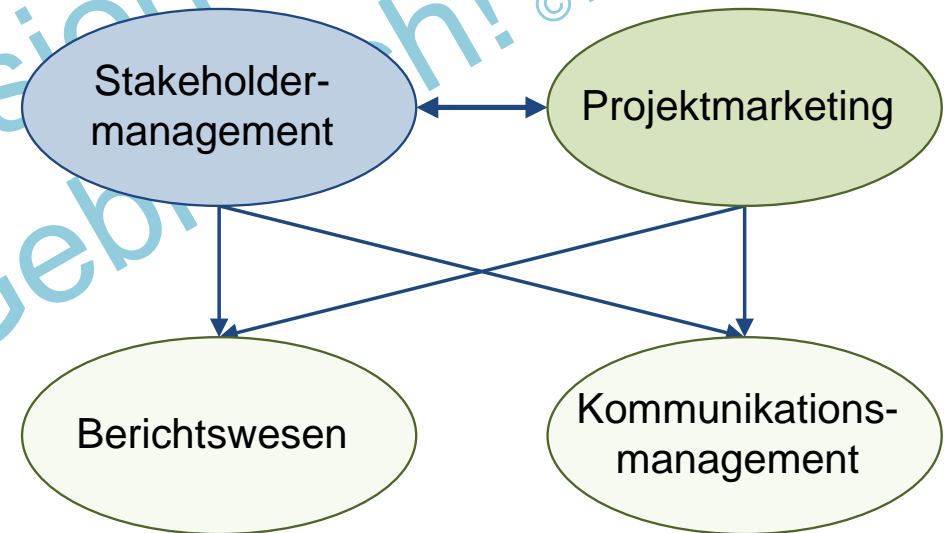 Stakeholder-
management
Projektmarketing
Berichtswesen
Kommunikations-
management